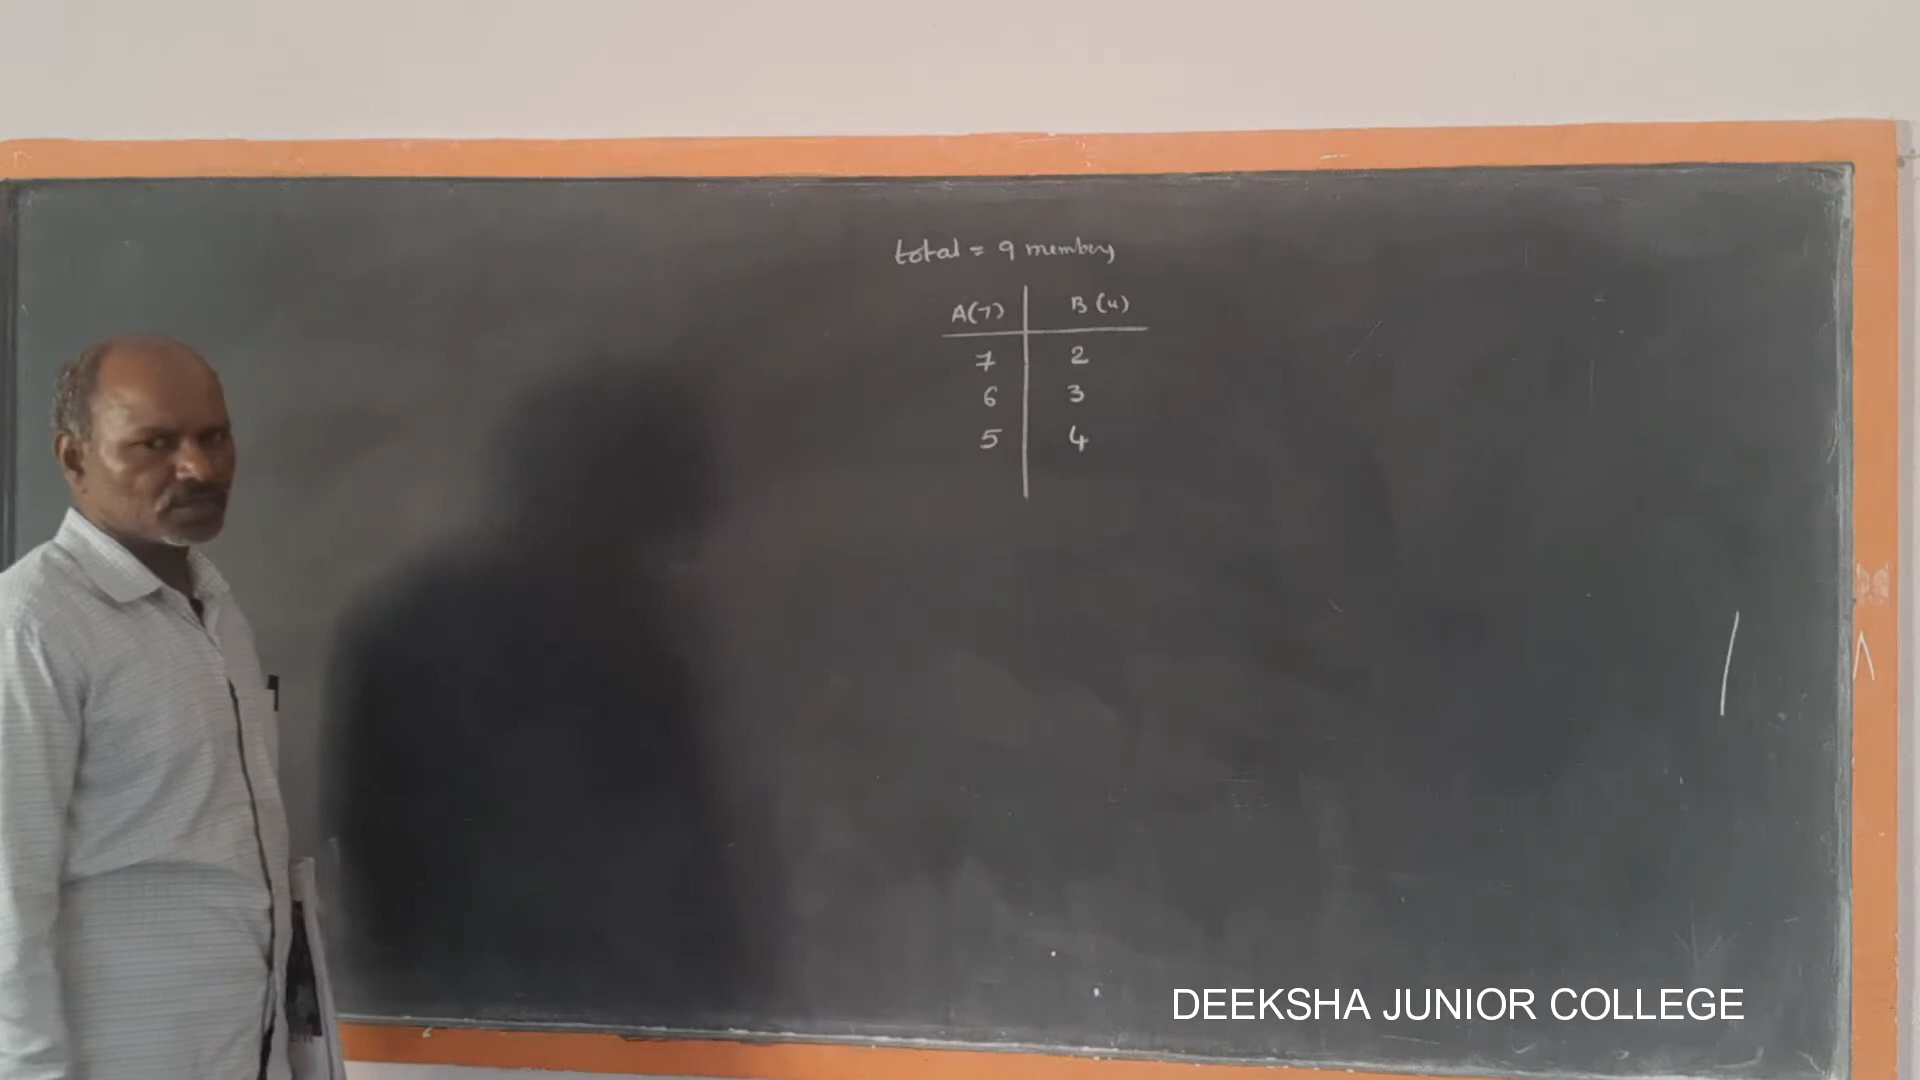 total = 9 members
A(7) B(4)
7 2
6 3
5 4
DEEKSHA JUNIOR COLLEGE